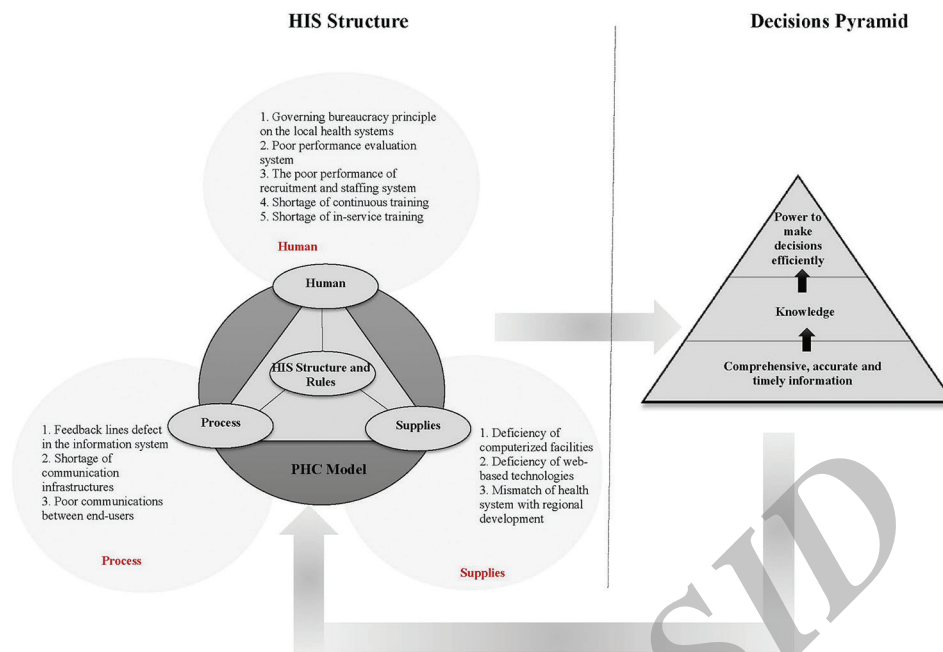 HIS Structure
Decisions Pyramid
1. Governing bureaucracy principle
on the local health systems
2. Poor performance evaluation
system
3. The poor performance of
recruitment and staffing system
4. Shortage of continuous training
5. Shortage of in-service training
Human
Human
HIS Structure and
Rules
Process
Supplies
PHC Model
1. Feedback lines defect
in the information system
2. Shortage of
communication
infrastructures
3. Poor communications
between end-users
Process
1. Deficiency of
computerized facilities
2. Deficiency of web-
based technologies
3. Mismatch of health
system with regional
development
Supplies
Power to
make
decisions
efficiently
Knowledge
Comprehensive, accurate and
timely information
SID